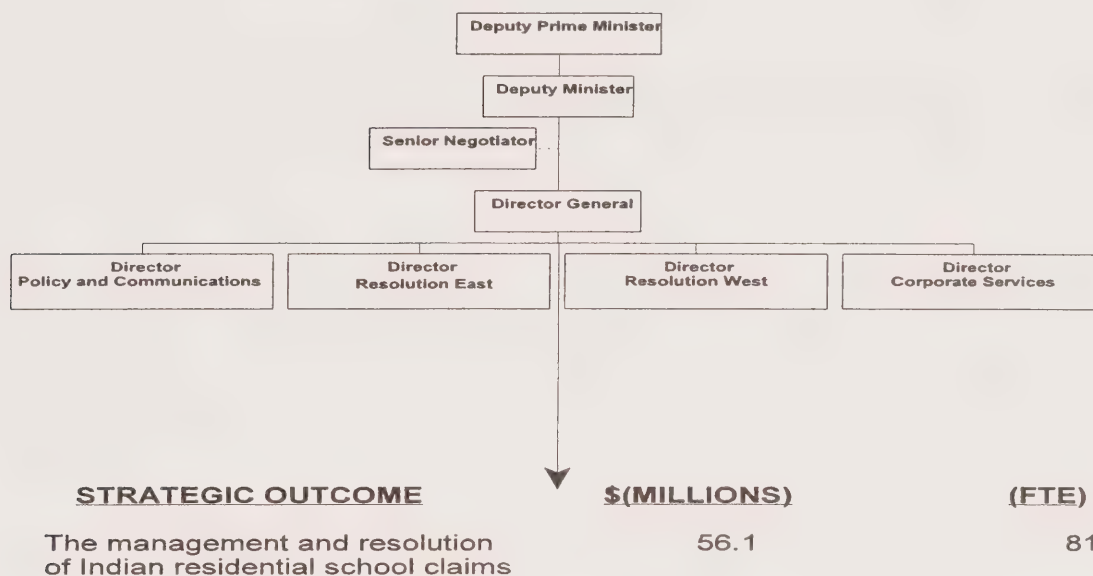 Deputy Prime Minister
Deputy Minister
Senior Negotiator
Director General
Director
Policy and Communications
Director
Resolution East
Director
Resolution West
Director
Corporate Services
STRATEGIC OUTCOME $(MILLIONS) (FTE)
The management and resolution 56.1 81
of Indian residential school claims